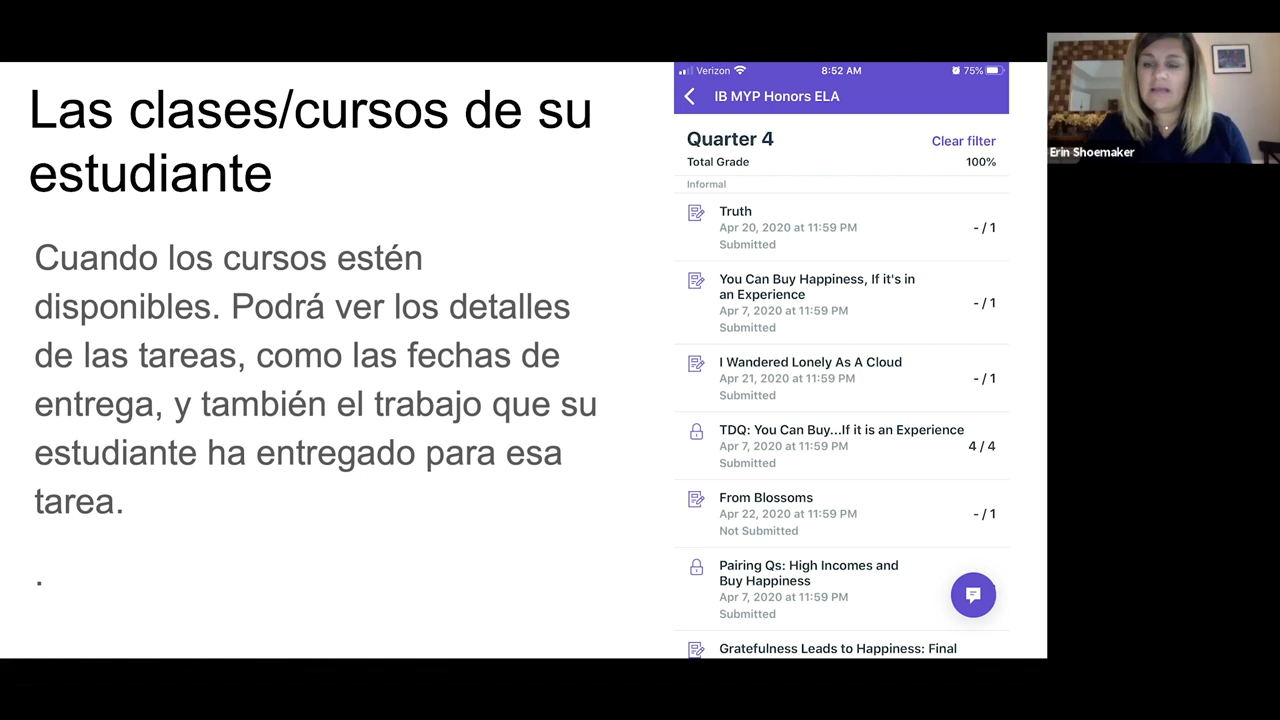 Las clases/cursos de su
estudiante
Cuando los cursos estén
disponibles. Podrá ver los detalles
de las tareas, como las fechas de
entrega, y también el trabajo que su
estudiante ha entregado para esa
tarea.
.
Verizon 8:52 AM 75%
IB MYP Honors ELA
Quarter 4 Clear filter
Total Grade 100%
Informal
Truth
Apr 20, 2020 at 11:59 PM - / 1
Submitted
You Can Buy Happiness, If it's in
an Experience
Apr 7, 2020 at 11:59 PM - / 1
Submitted
I Wandered Lonely As A Cloud
Apr 21, 2020 at 11:59 PM - / 1
Submitted
TDQ: You Can Buy...If it is an Experience
Apr 7, 2020 at 11:59 PM 4 / 4
Submitted
From Blossoms
Apr 22, 2020 at 11:59 PM - / 1
Not Submitted
Pairing Qs: High Incomes and
Buy Happiness
Apr 7, 2020 at 11:59 PM
Submitted
Gratefulness Leads to Happiness: Final
Erin Shoemaker